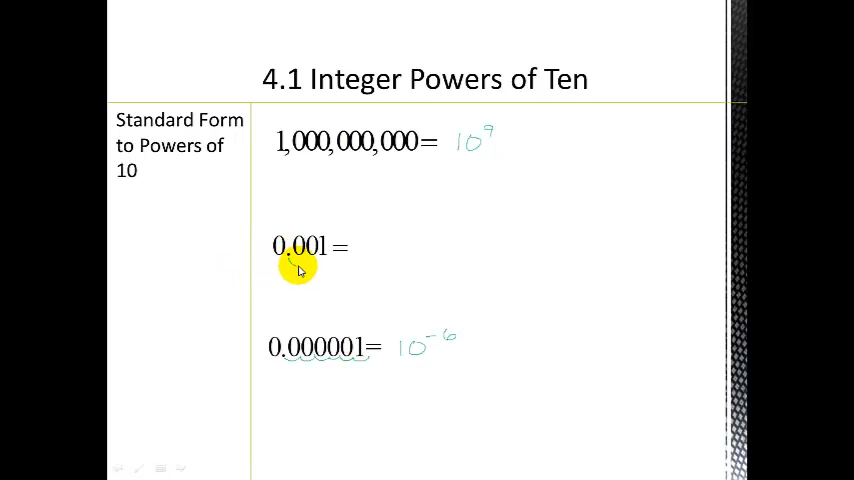 4.1 Integer Powers of Ten
Standard Form
to Powers of
10
1,000,000,000= 10⁹
0.001=
0.000001= 10⁻⁶